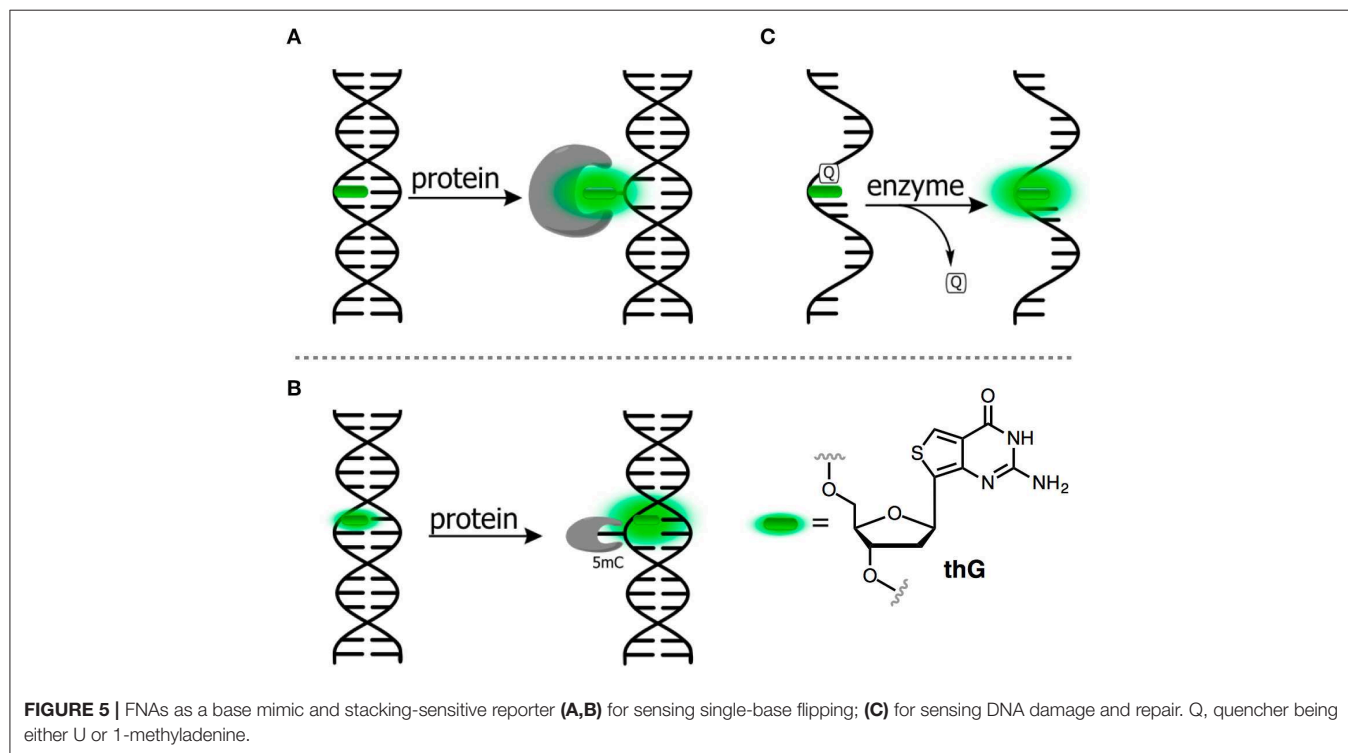 A
protein
C
Q
enzyme
Q
B
protein
5mC
=
O
NH
S
N
NH2
O
O
O
thG
FIGURE 5 | FNAs as a base mimic and stacking-sensitive reporter (A,B) for sensing single-base flipping; (C) for sensing DNA damage and repair. Q, quencher being
either U or 1-methyladenine.